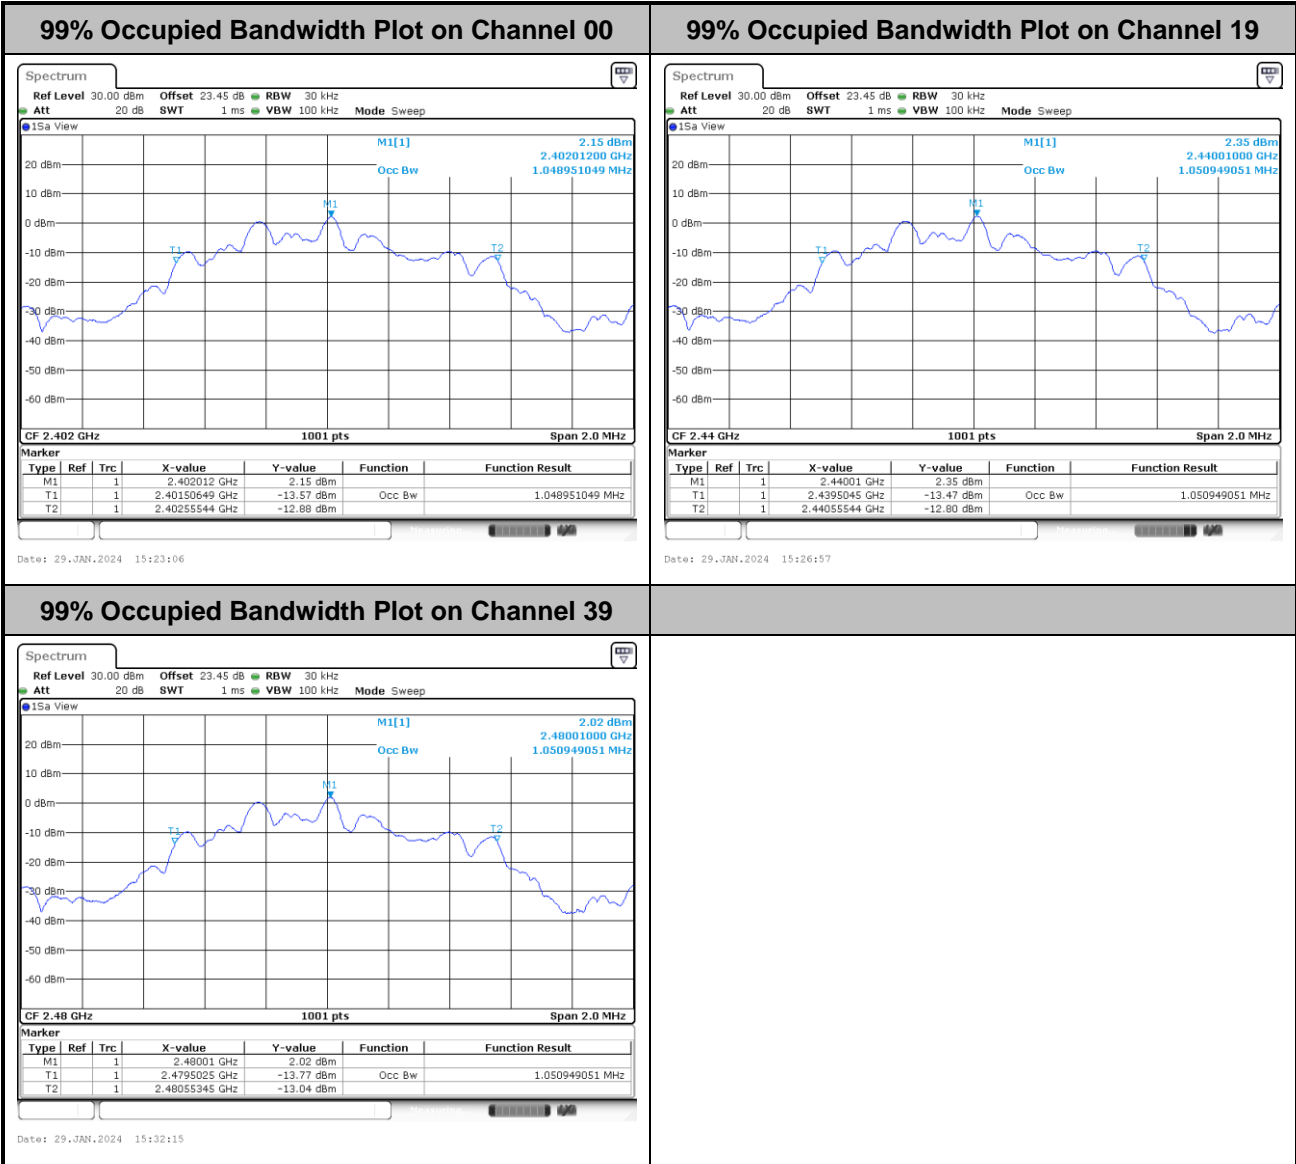 99% Occupied Bandwidth Plot on Channel 00
Spectrum
Ref Level 30.00 dBm Offset 23.45 dB RBW 30 kHz
Att 20 dB SWT 1 ms VBW 100 kHz Mode Sweep
1Sa View
M1[1] 2.15 dBm
2.40201200 GHz
Occ Bw 1.048951049 MHz
20 dBm
10 dBm
0 dBm
-10 dBm
-20 dBm
-30 dBm
-40 dBm
-50 dBm
-60 dBm
M1
T1
T2
CF 2.402 GHz 1001 pts Span 2.0 MHz
Marker
Type Ref Trc X-value Y-value Function Function Result
M1 1 2.402012 GHz 2.15 dBm
T1 1 2.40150649 GHz -13.57 dBm Occ Bw 1.048951049 MHz
T2 1 2.40255544 GHz -12.88 dBm
Date: 29.JAN.2024 15:23:06
99% Occupied Bandwidth Plot on Channel 19
Spectrum
Ref Level 30.00 dBm Offset 23.45 dB RBW 30 kHz
Att 20 dB SWT 1 ms VBW 100 kHz Mode Sweep
1Sa View
M1[1] 2.35 dBm
2.44001000 GHz
Occ Bw 1.050949051 MHz
20 dBm
10 dBm
0 dBm
-10 dBm
-20 dBm
-30 dBm
-40 dBm
-50 dBm
-60 dBm
M1
T1
T2
CF 2.44 GHz 1001 pts Span 2.0 MHz
Marker
Type Ref Trc X-value Y-value Function Function Result
M1 1 2.44001 GHz 2.35 dBm
T1 1 2.4395045 GHz -13.47 dBm Occ Bw 1.050949051 MHz
T2 1 2.44055544 GHz -12.80 dBm
Date: 29.JAN.2024 15:26:57
99% Occupied Bandwidth Plot on Channel 39
Spectrum
Ref Level 30.00 dBm Offset 23.45 dB RBW 30 kHz
Att 20 dB SWT 1 ms VBW 100 kHz Mode Sweep
1Sa View
M1[1] 2.02 dBm
2.48001000 GHz
Occ Bw 1.050949051 MHz
20 dBm
10 dBm
0 dBm
-10 dBm
-20 dBm
-30 dBm
-40 dBm
-50 dBm
-60 dBm
M1
T1
T2
CF 2.48 GHz 1001 pts Span 2.0 MHz
Marker
Type Ref Trc X-value Y-value Function Function Result
M1 1 2.48001 GHz 2.02 dBm
T1 1 2.4795025 GHz -13.77 dBm Occ Bw 1.050949051 MHz
T2 1 2.48055345 GHz -13.04 dBm
Date: 29.JAN.2024 15:32:15